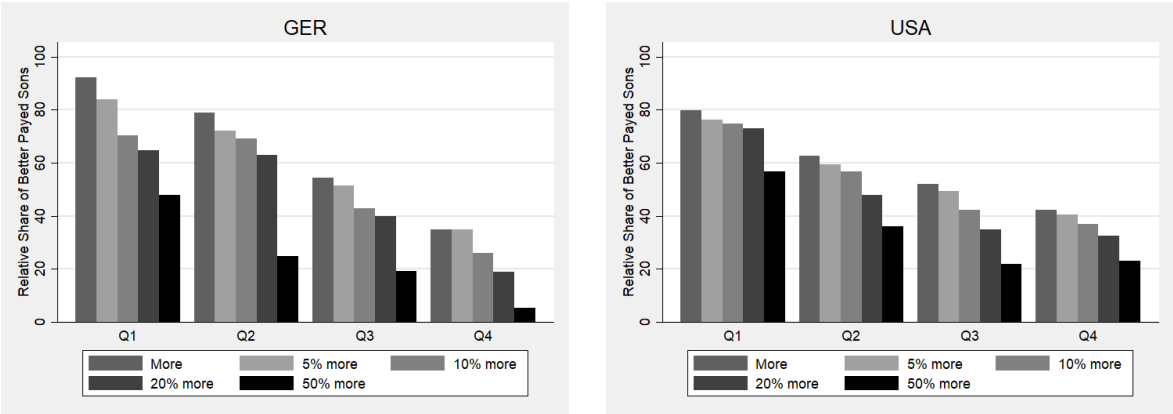 GER
Relative Share of Better Payed Sons
100
80
60
40
20
0
Q1 Q2 Q3 Q4
More 5% more 10% more
20% more 50% more
USA
Relative Share of Better Payed Sons
100
80
60
40
20
0
Q1 Q2 Q3 Q4
More 5% more 10% more
20% more 50% more